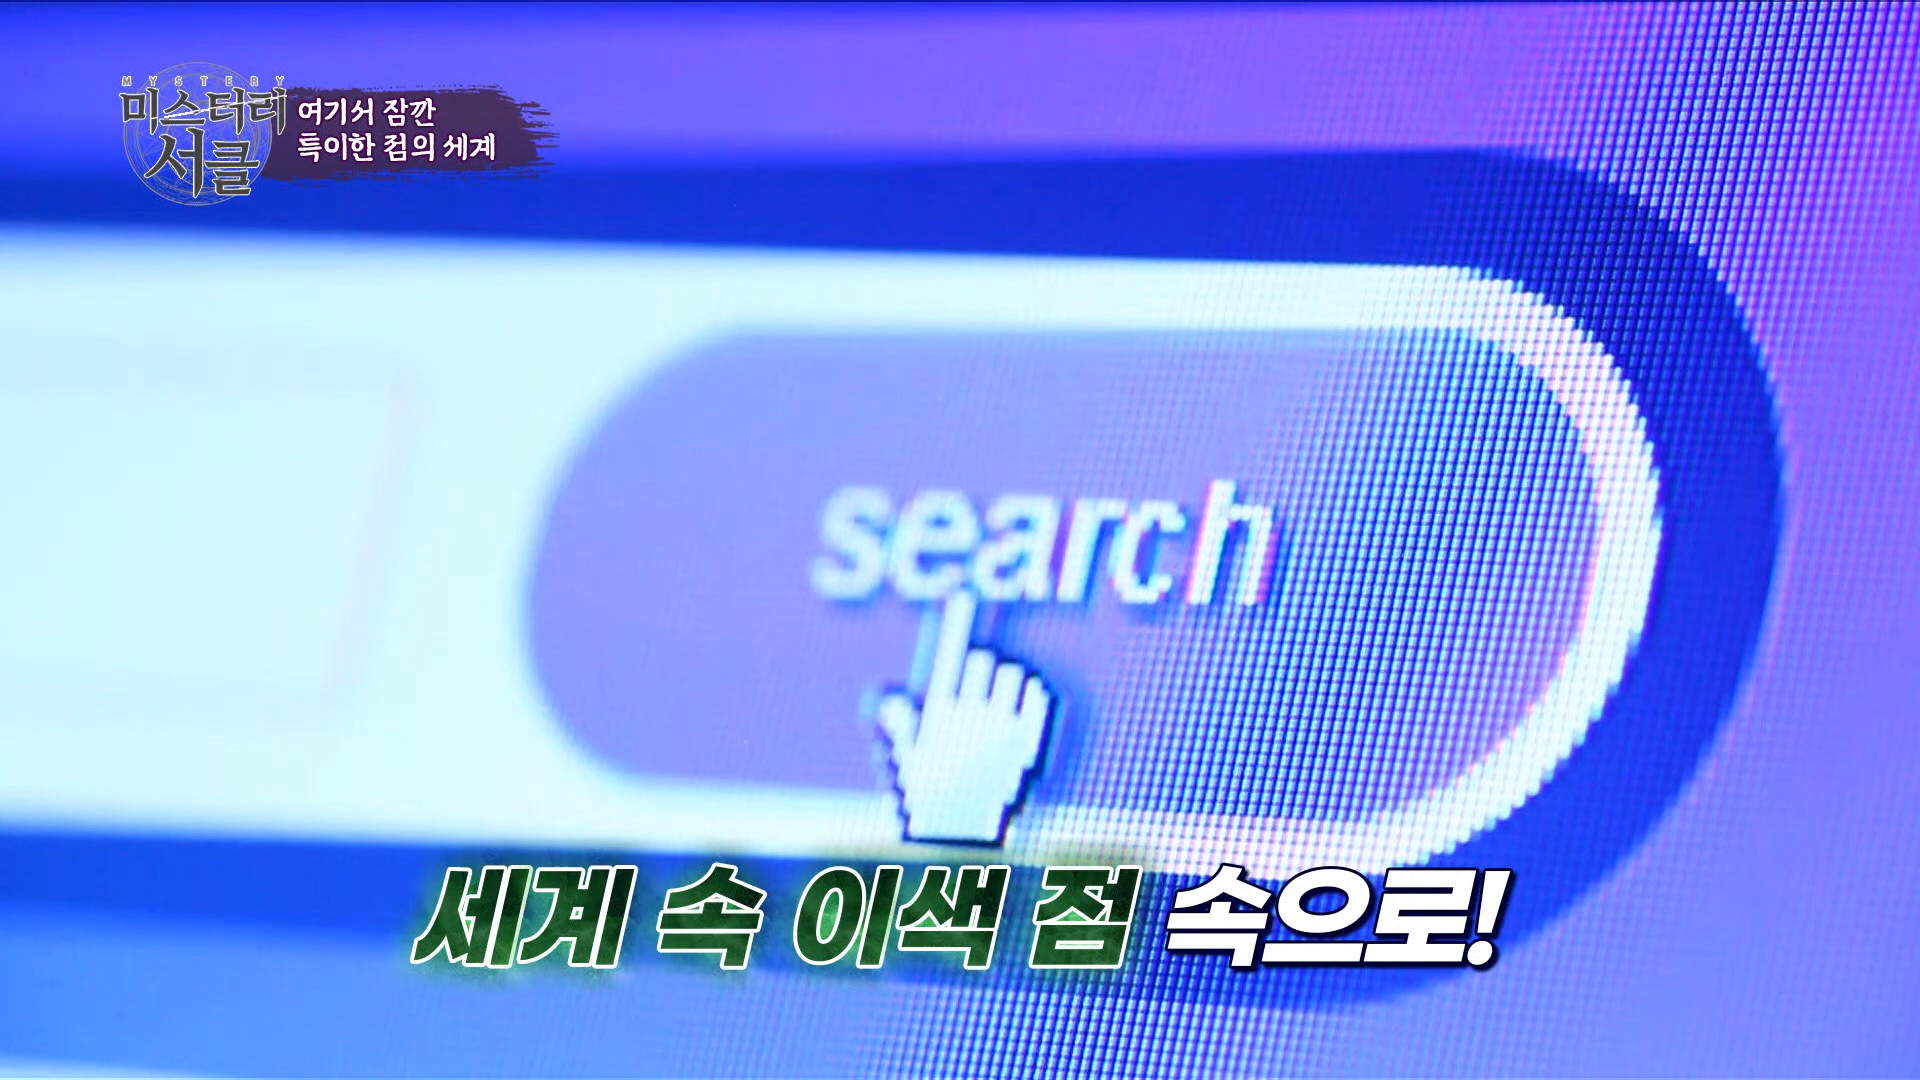 MYSTERY
미스터리
서클
여기서 잠깐
특이한 점의 세계
search
세계 속 이색 점 속으로!